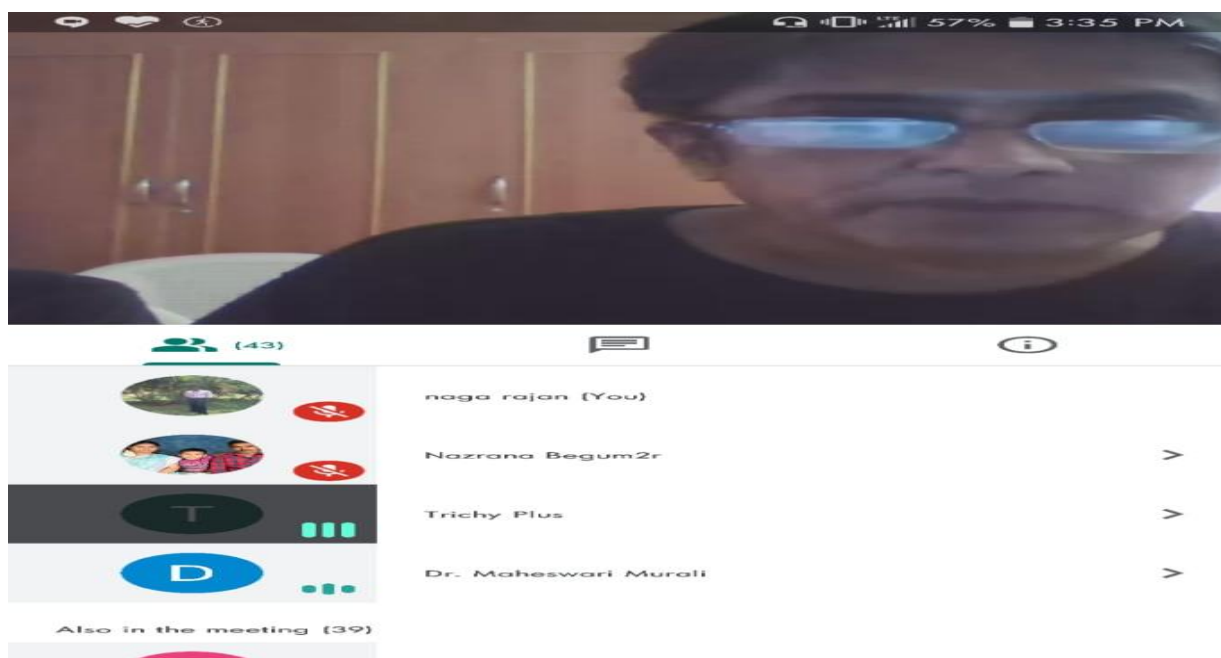 LTE 57% 3:35 PM
(43)
naga rajan (You)
Nazrana Begum2r
T
Trichy Plus
D
Dr. Maheswari Murali
Also in the meeting (39)